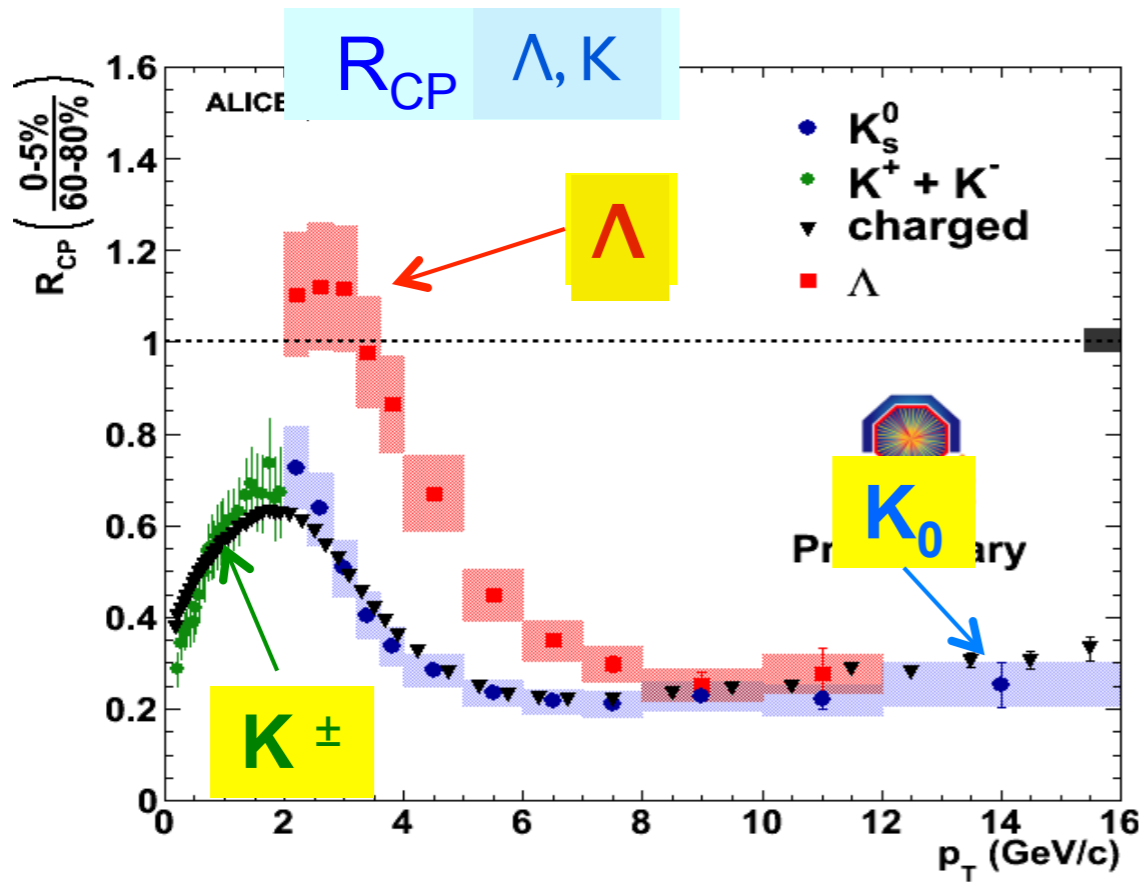 R_CP Λ, K
R_CP (0-5% / 60-80%)
1.6
1.4
1.2
1
0.8
0.6
0.4
0.2
0
ALICE
K_s^0
K^+ + K^-
charged
Λ
Λ
K_0
K ±
0 2 4 6 8 10 12 14 16
p_T (GeV/c)